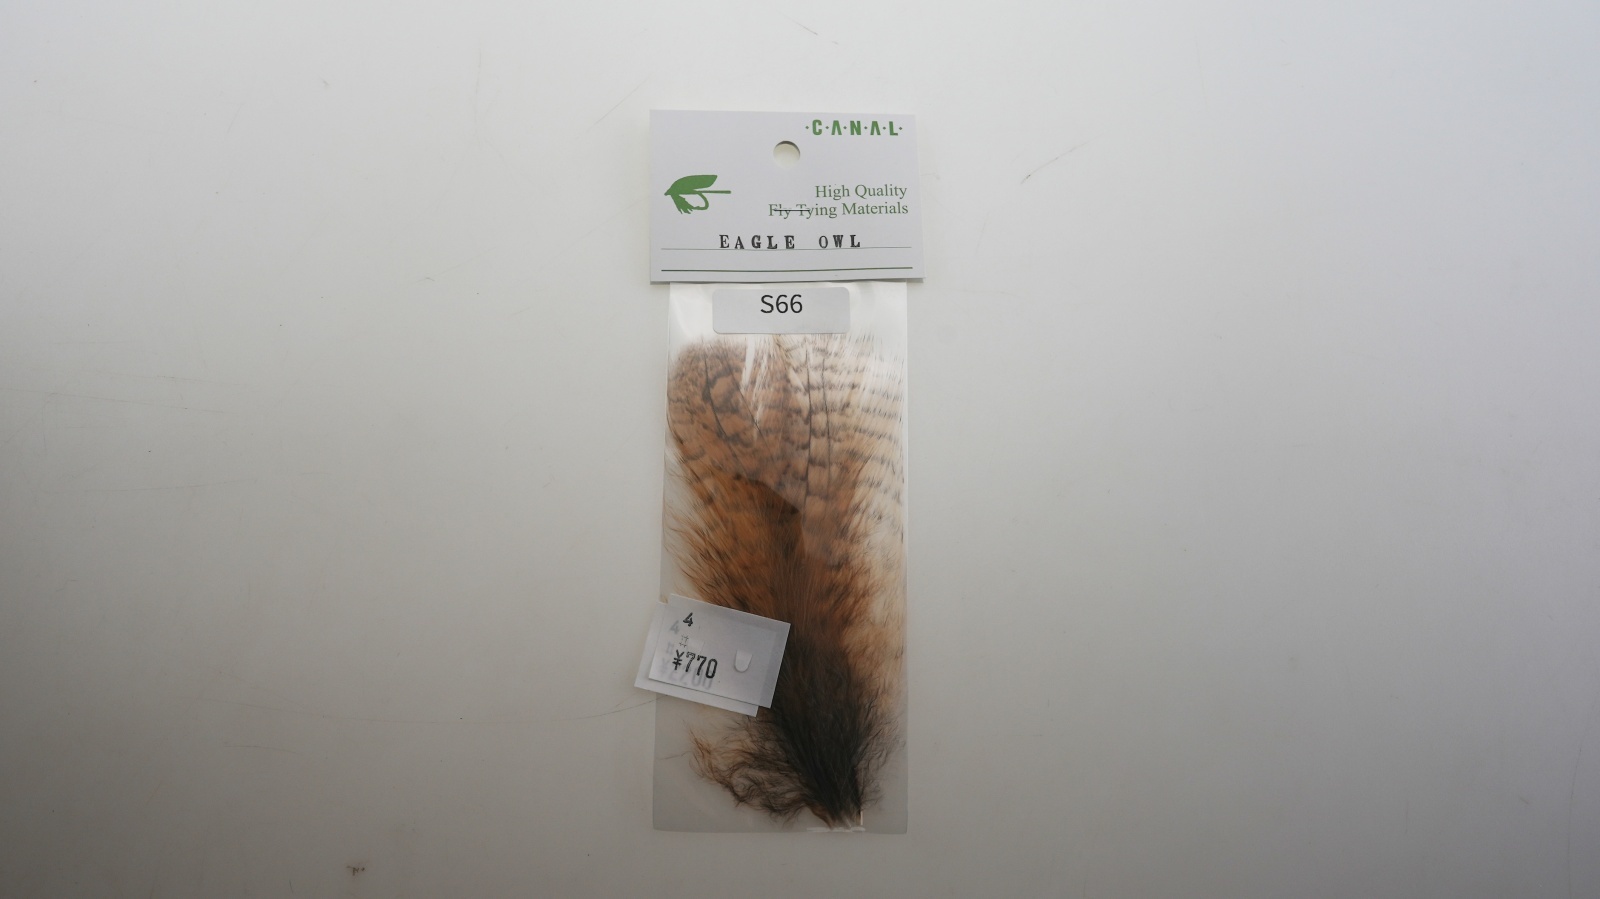 ·C·A·N·A·L·
High Quality
Fly Tying Materials
EAGLE OWL
S66
4
¥770